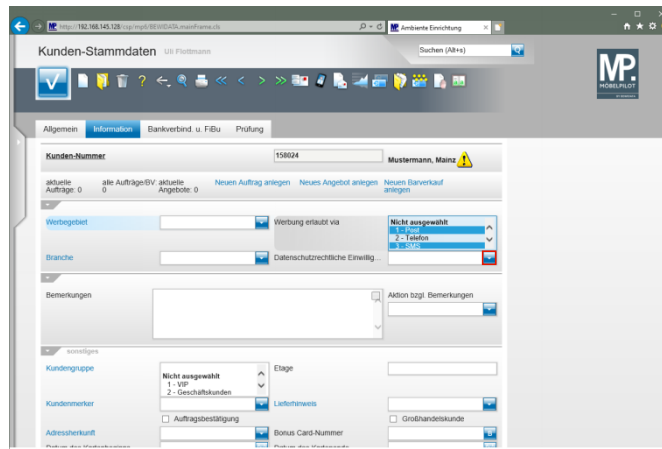 http://192.168.145.128/csp/mpli/BEWIDATA.mainFrame.cls
Ambiente Einrichtung
Kunden-Stammdaten Uli Flottmann
Suchen (Alt+s)
MP.
MÖBELPILOT
Allgemein Information Bankverbind. u. FiBu Prüfung
Kunden-Nummer 158024 Mustermann, Mainz
aktuelle Aufträge: 0
alle Aufträge/BV: 0
aktuelle Angebote: 0
Neuen Auftrag anlegen
Neues Angebot anlegen
Neuen Barverkauf anlegen
Werbegebiet
Werbung erlaubt via
Nicht ausgewählt
1 - Post
2 - Telefon
3 - SMS
Branche
Datenschutzrechtliche Einwillig...
Bemerkungen
Aktion bzgl. Bemerkungen
sonstiges
Kundengruppe
Nicht ausgewählt
1 - VIP
2 - Geschäftskunden
Etage
Kundenmerker
Lieferhinweis
Auftragsbestätigung
Großhandelskunde
Adressherkunft
Bonus Card-Nummer